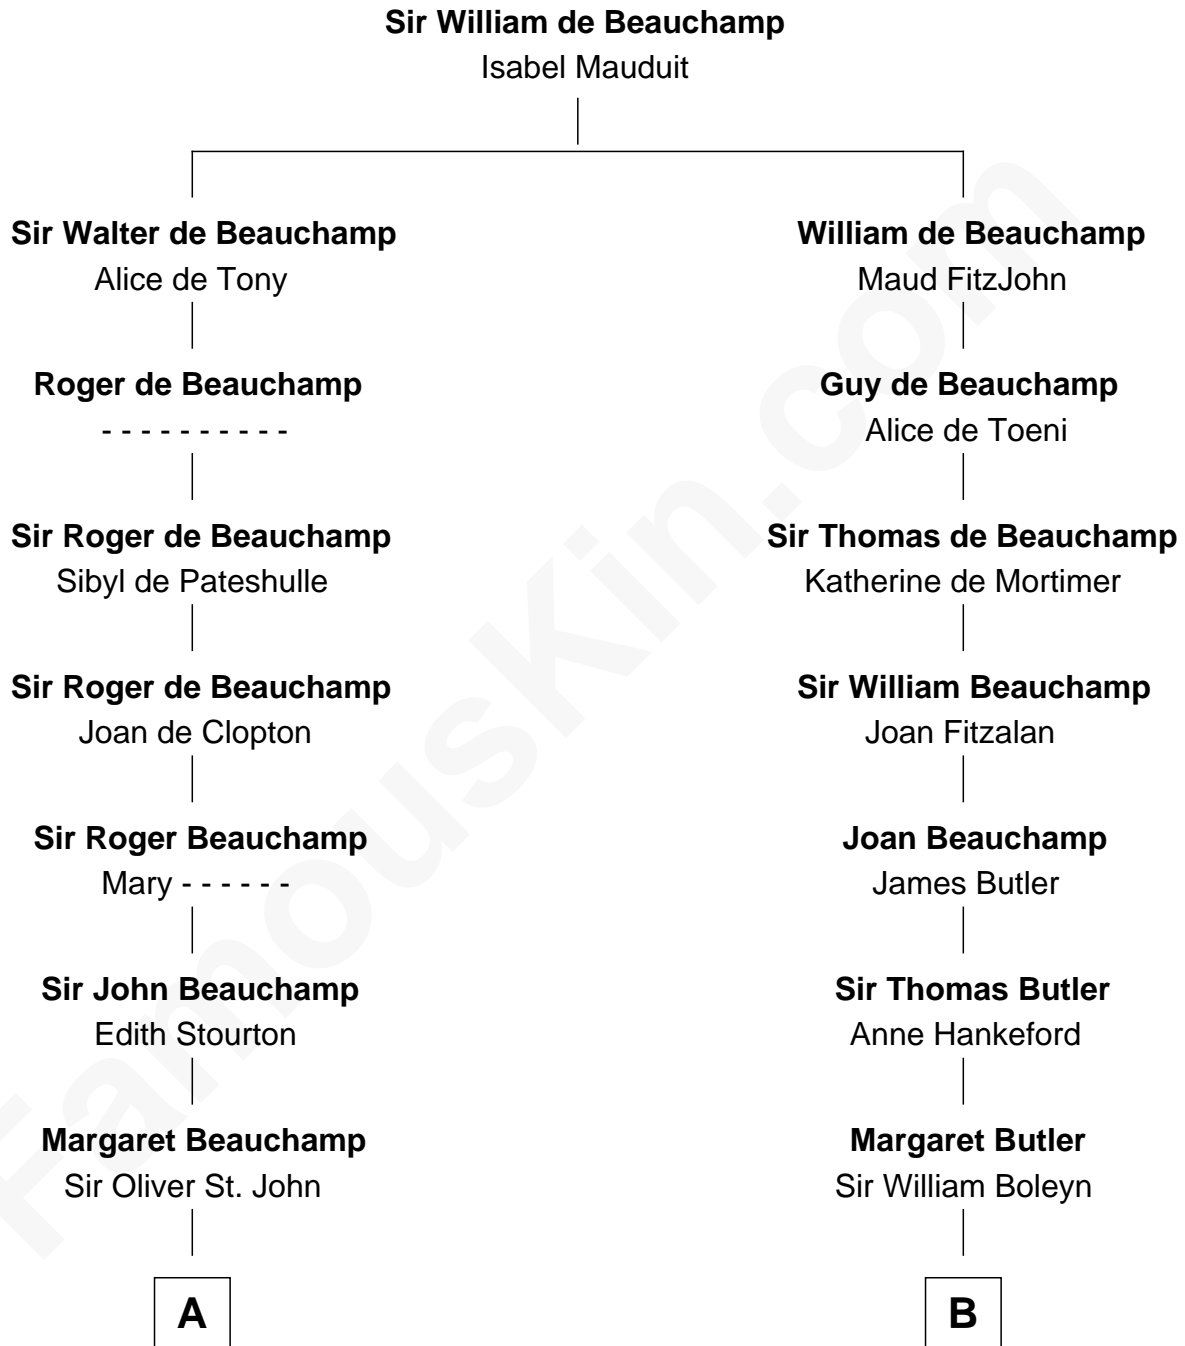 Sir William de Beauchamp
Isabel Mauduit
Sir Walter de Beauchamp
Alice de Tony
William de Beauchamp
Maud FitzJohn
Roger de Beauchamp
- - - - - - - - - -
Guy de Beauchamp
Alice de Toeni
Sir Roger de Beauchamp
Sibyl de Pateshulle
Sir Thomas de Beauchamp
Katherine de Mortimer
Sir Roger de Beauchamp
Joan de Clopton
Sir William Beauchamp
Joan Fitzalan
Sir Roger Beauchamp
Mary - - - - - -
Joan Beauchamp
James Butler
Sir John Beauchamp
Edith Stourton
Sir Thomas Butler
Anne Hankeford
Margaret Beauchamp
Sir Oliver St. John
Margaret Butler
Sir William Boleyn
A
B
FamousKin.com